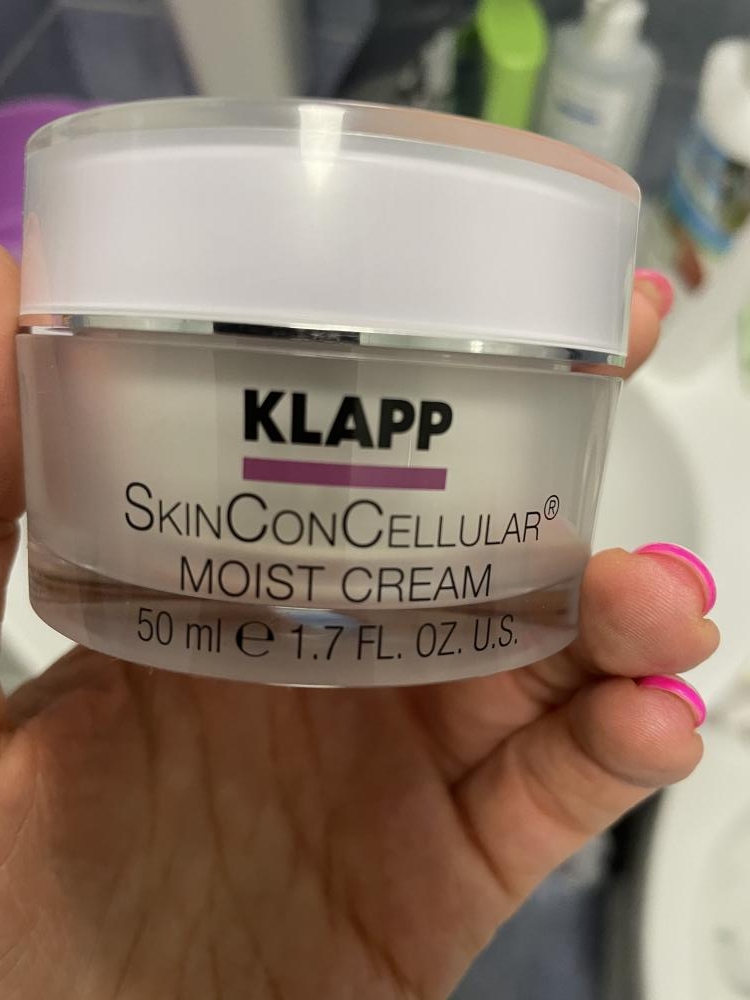 KLAPP
SKINCONCELLULAR®
MOIST CREAM
50 ml ℮ 1.7 FL. OZ. U.S.